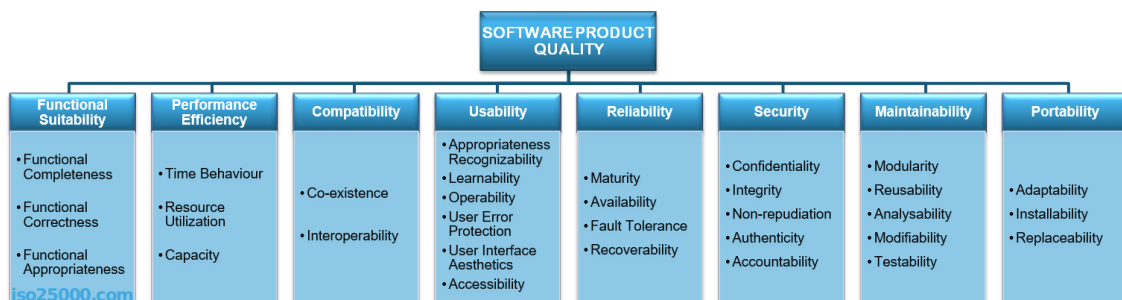 SOFTWARE PRODUCT
QUALITY
Functional
Suitability
• Functional
Completeness
• Functional
Correctness
• Functional
Appropriateness
iso25000.com
Performance
Efficiency
• Time Behaviour
• Resource
Utilization
• Capacity
Compatibility
• Co-existence
• Interoperability
Usability
• Appropriateness
Recognizability
• Learnability
• Operability
• User Error
Protection
• User Interface
Aesthetics
• Accessibility
Reliability
• Maturity
• Availability
• Fault Tolerance
• Recoverability
Security
• Confidentiality
• Integrity
• Non-repudiation
• Authenticity
• Accountability
Maintainability
• Modularity
• Reusability
• Analysability
• Modifiability
• Testability
Portability
• Adaptability
• Installability
• Replaceability